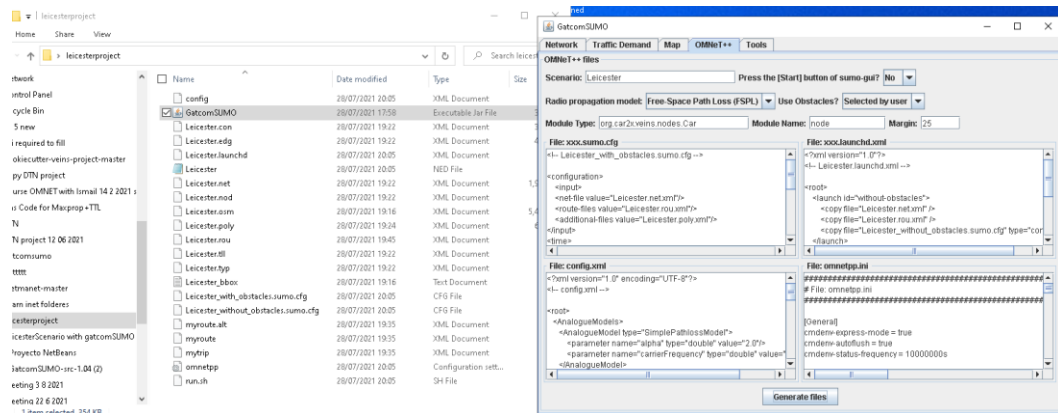 ned
leicesterproject
Home Share View
leicesterproject
Search leicest
Name Date modified Type Size
config 28/07/2021 20:05 XML Document
GatcomSUMO 28/07/2021 17:58 Executable Jar File 3
Leicester.con 28/07/2021 19:22 XML Document
Leicester.edg 28/07/2021 19:22 XML Document 4
Leicester.launchd 28/07/2021 20:05 XML Document
Leicester 28/07/2021 20:05 NED File
Leicester.net 28/07/2021 19:22 XML Document 1,9
Leicester.nod 28/07/2021 19:22 XML Document
Leicester.osm 28/07/2021 19:16 XML Document 5,4
Leicester.poly 28/07/2021 19:24 XML Document 6
Leicester.rou 28/07/2021 19:45 XML Document
Leicester.tll 28/07/2021 19:22 XML Document
Leicester.typ 28/07/2021 19:22 XML Document
Leicester_bbox 28/07/2021 19:16 Text Document
Leicester_with_obstacles.sumo.cfg 28/07/2021 20:05 CFG File
Leicester_without_obstacles.sumo.cfg 28/07/2021 20:05 CFG File
myroute.alt 28/07/2021 19:35 XML Document
myroute 28/07/2021 19:35 XML Document
mytrip 28/07/2021 19:35 XML Document
omnetpp 28/07/2021 20:05 Configuration sett...
run.sh 28/07/2021 20:05 SH File
etwork
ontrol Panel
ecycle Bin
5 new
i required to fill
okiecutter-veins-project-master
opy DTN project
urse OMNET with Ismail 14 2 2021 s
s Code for Maxprop +TTL
N
N project 12 06 2021
tcomsumo
ttttt
etmanet-master
am inet folderes
icesterproject
icesterScenario with gatcomSUMO
Proyecto NetBeans
SatcomSUMO-src-1.04 (2)
eeting 3 8 2021
eeting 22 6 2021
1 item selected 354 KB
GatcomSUMO
Network Traffic Demand Map OMNeT++ Tools
OMNeT++ files
Scenario: Leicester Press the [Start] button of sumo-gui? No
Radio propagation model: Free-Space Path Loss (FSPL) Use Obstacles? Selected by user
Module Type: org.car2x.veins.nodes.Car Module Name: node Margin: 25
File: xxx.sumo.cfg
<!-- Leicester_with_obstacles.sumo.cfg -->
<configuration>
<input>
<net-file value="Leicester.net.xml"/>
<route-files value="Leicester.rou.xml"/>
<additional-files value="Leicester.poly.xml"/>
</input>
<time>
File: xxx.launchd.xml
<?xml version="1.0"?>
<!-- Leicester.launchd.xml -->
<root>
<launch id="without-obstacles">
<copy file="Leicester.net.xml" />
<copy file="Leicester.rou.xml" />
<copy file="Leicester_without_obstacles.sumo.cfg" type="con
</launch>
File: config.xml
<?xml version="1.0" encoding="UTF-8"?>
<!-- config.xml -->
<root>
<AnalogueModels>
<AnalogueModel type="SimplePathlossModel">
<parameter name="alpha" type="double" value="2.0"/>
<parameter name="carrierFrequency" type="double" value="
</AnalogueModel>
File: omnetpp.ini
# File: omnetpp.ini
[General]
cmdenv-express-mode = true
cmdenv-autoflush = true
cmdenv-status-frequency = 10000000s
Generate files